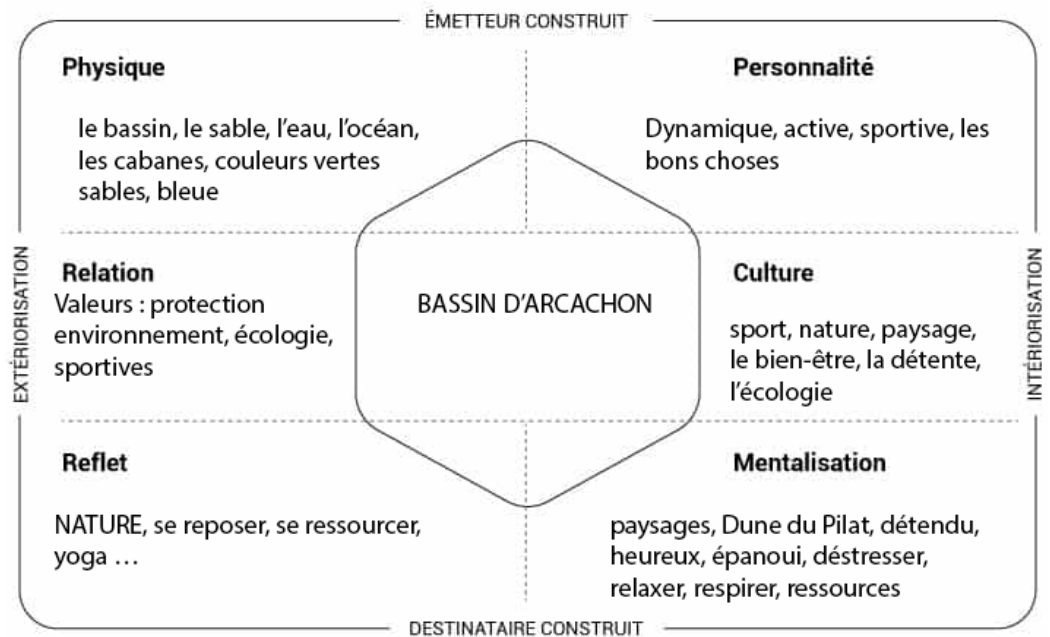 ÉMETTEUR CONSTRUIT
Physique
le bassin, le sable, l'eau, l'océan,
les cabanes, couleurs vertes
sables, bleue
Personnalité
Dynamique, active, sportive, les
bons choses
EXTÉRIORISATION
Relation
Valeurs : protection
environnement, écologie,
sportives
BASSIN D'ARCACHON
Culture
sport, nature, paysage,
le bien-être, la détente,
l'écologie
INTÉRIORISATION
Reflet
NATURE, se reposer, se ressourcer,
yoga ...
Mentalisation
paysages, Dune du Pilat, détendu,
heureux, épanoui, déstresser,
relaxer, respirer, ressources
DESTINATAIRE CONSTRUIT